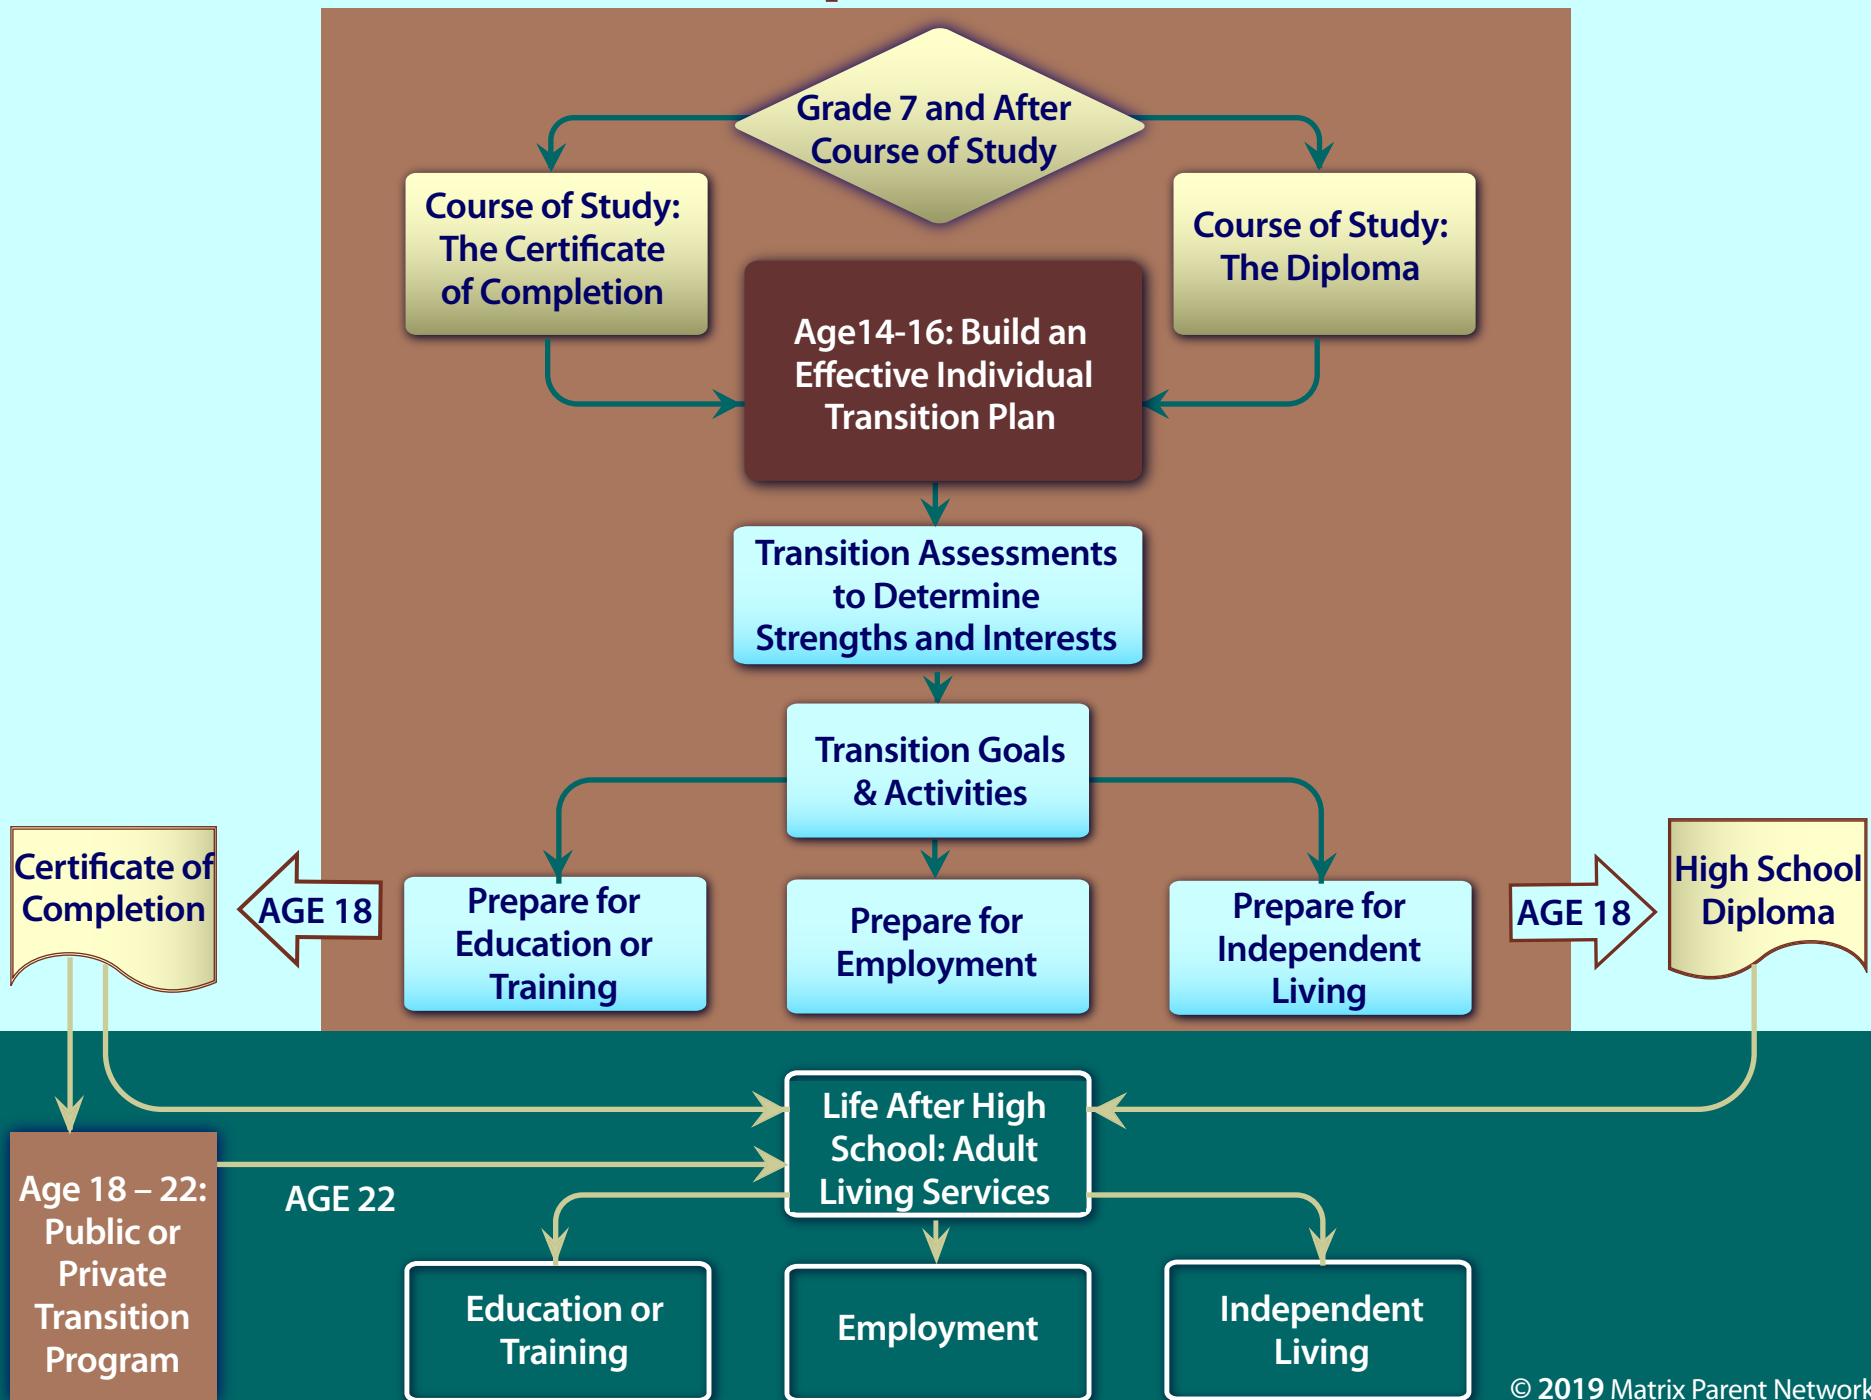 Grade 7 and After
Course of Study
Course of Study:
The Certificate
of Completion
Course of Study:
The Diploma
Age14-16: Build an
Effective Individual
Transition Plan
Transition Assessments
to Determine
Strengths and Interests
Transition Goals
& Activities
Certificate of
Completion
AGE 18
Prepare for
Education or
Training
Prepare for
Employment
Prepare for
Independent
Living
AGE 18
High School
Diploma
Life After High
School: Adult
Living Services
Age 18 – 22:
Public or
Private
Transition
Program
AGE 22
Education or
Training
Employment
Independent
Living
© 2019 Matrix Parent Network